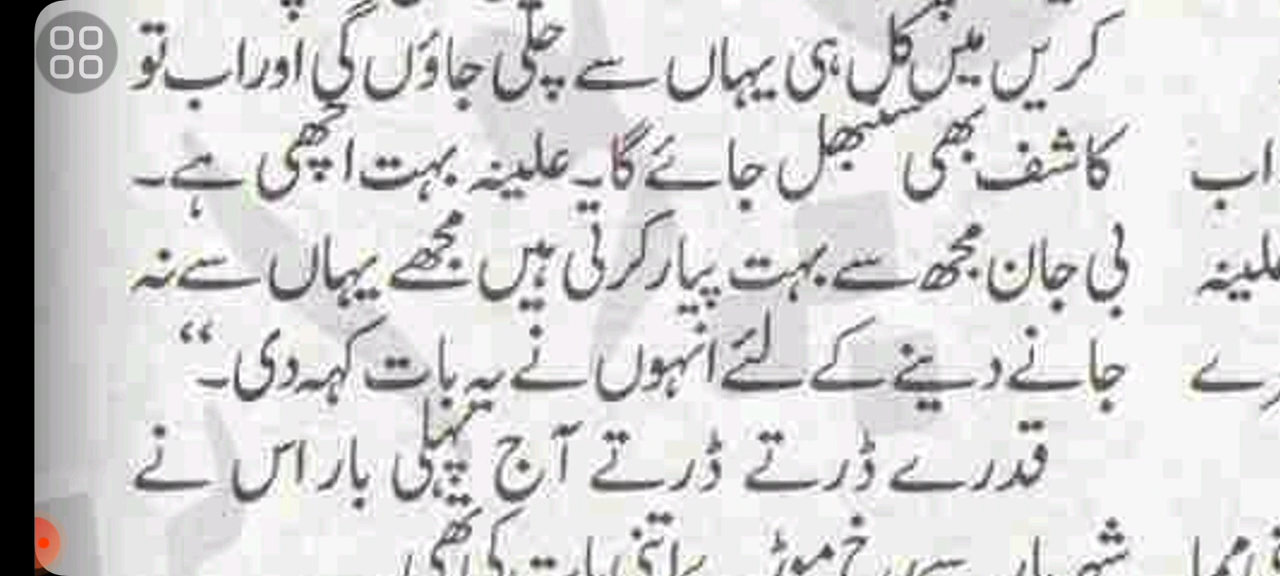 کریں میں کل ہی یہاں سے چلی جاؤں گی اور اب تو
کاشف بھی سنبھل جائے گا۔ علینہ بہت اچھی ہے۔
بی جان مجھ سے بہت پیار کرتی ہیں مجھے یہاں سے نہ
جانے دینے کے لئے انہوں نے یہ بات کہہ دی۔“
قدرے ڈرتے ڈرتے آج پہلی بار اس نے
اب